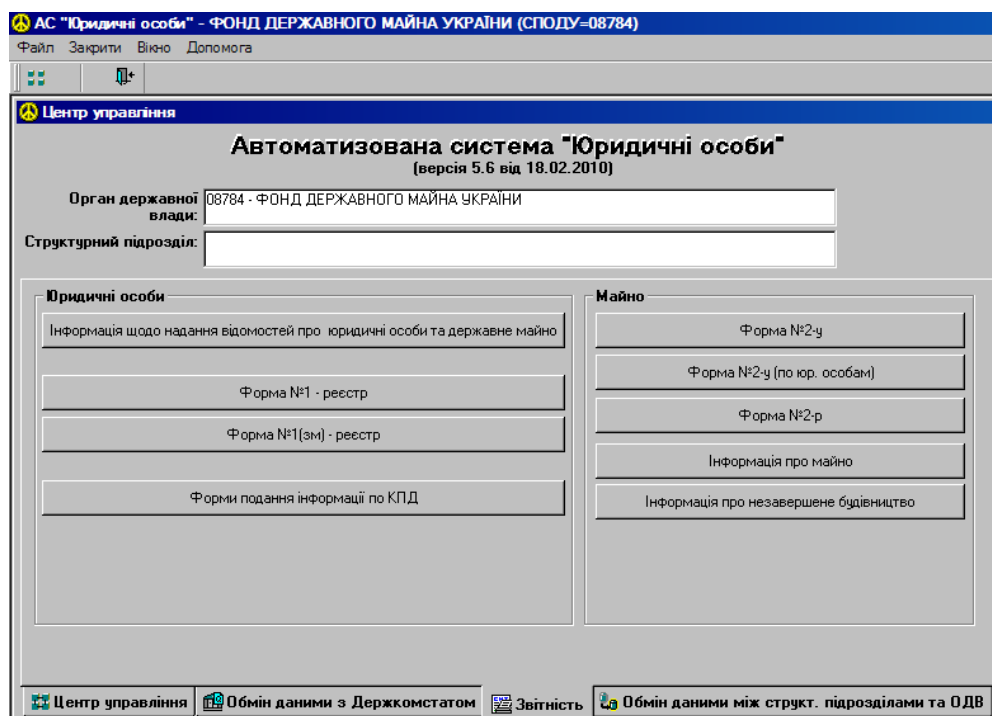 АС "Юридичні особи" - ФОНД ДЕРЖАВНОГО МАЙНА УКРАЇНИ (СПОДУ=08784)
Файл Закрити Вікно Допомога
Центр управління
Автоматизована система "Юридичні особи"
(версія 5.6 від 18.02.2010)
Орган державної влади:
08784 - ФОНД ДЕРЖАВНОГО МАЙНА УКРАЇНИ
Структурний підрозділ:
Юридичні особи
Інформація щодо надання відомостей про юридичні особи та державне майно
Форма №1 - реєстр
Форма №1(зм) - реєстр
Форми подання інформації по КПД
Майно
Форма №2-у
Форма №2-у (по юр. особам)
Форма №2-р
Інформація про майно
Інформація про незавершене будівництво
Центр управління Обмін даними з Держкомстатом Звітність Обмін даними між структ. підрозділами та ОДВ